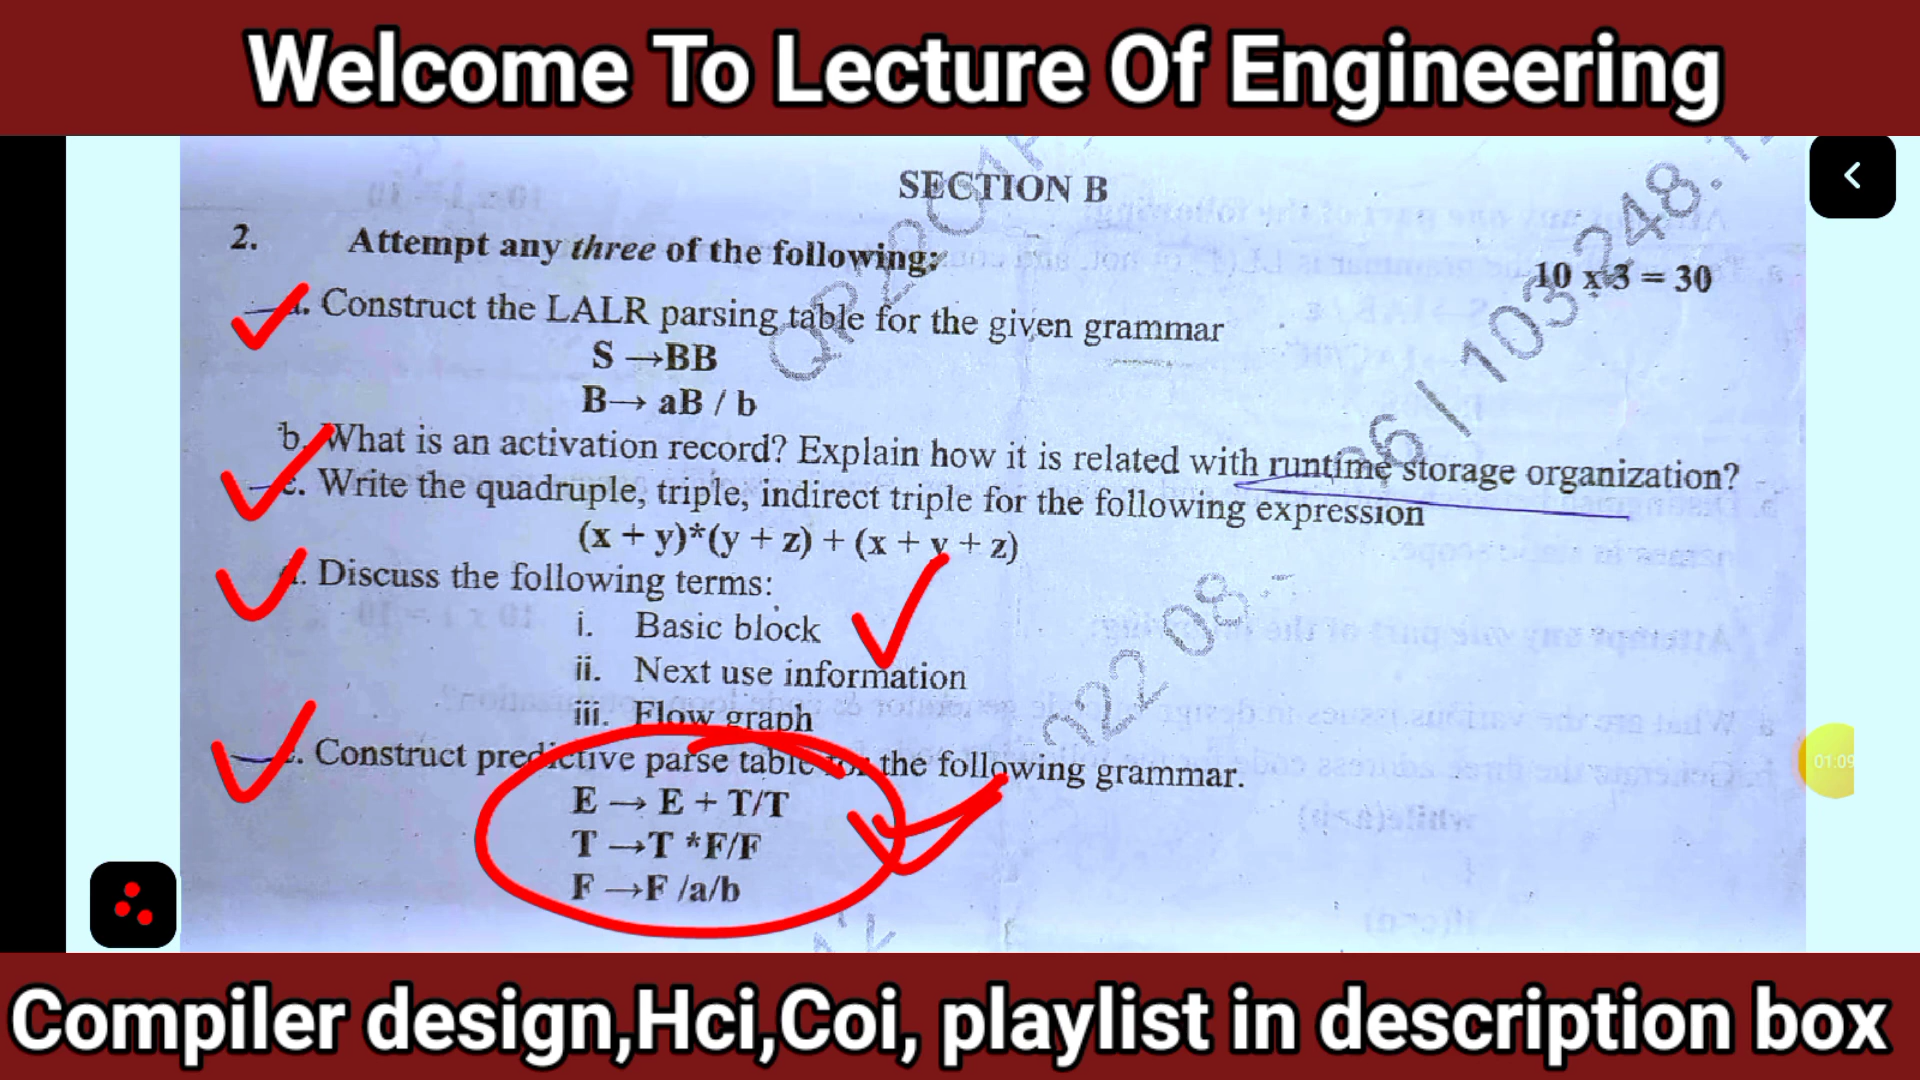 Welcome To Lecture Of Engineering
SECTION B
2. Attempt any three of the following:
10 x 3 = 30
a. Construct the LALR parsing table for the given grammar
S →BB
B→ aB / b
b. What is an activation record? Explain how it is related with runtime storage organization?
c. Write the quadruple, triple, indirect triple for the following expression
(x + y)*(y + z) + (x + y + z)
d. Discuss the following terms:
i. Basic block
ii. Next use information
iii. Flow graph
Construct predictive parse table for the following grammar.
E → E + T/T
T →T *F/F
F →F /a/b
01:09
Compiler design,Hci,Coi, playlist in description box